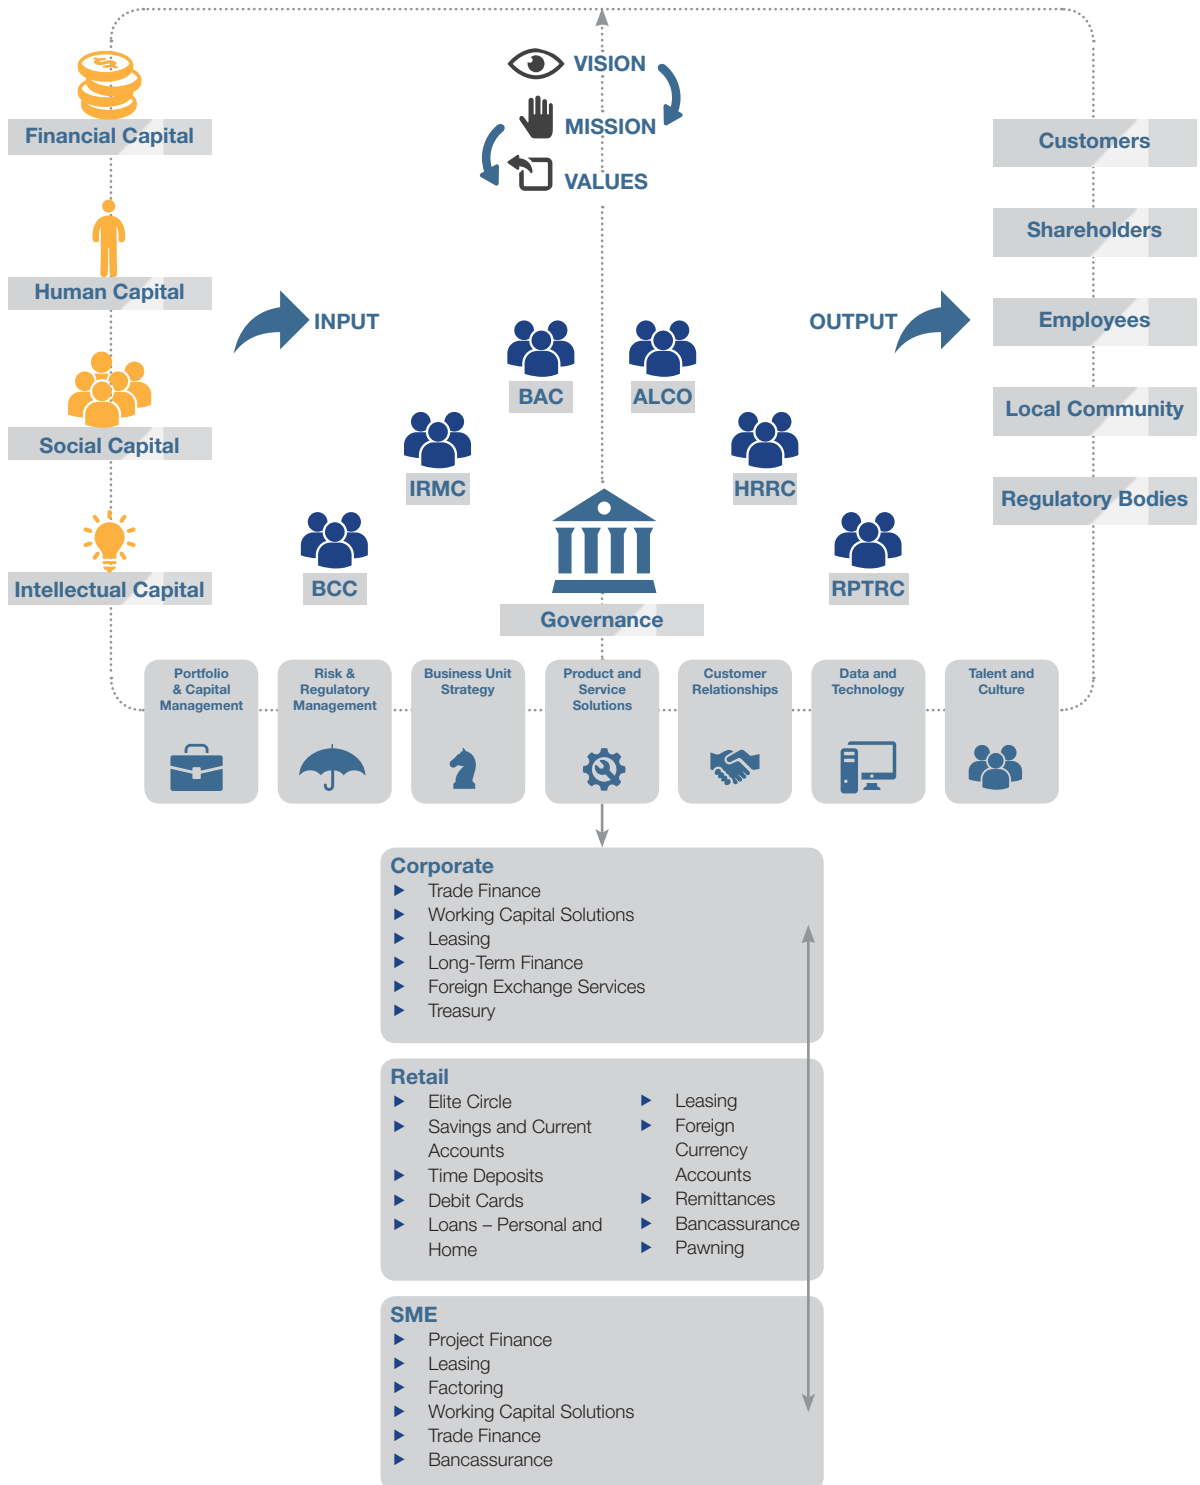 VISION
MISSION
VALUES
Financial Capital
Human Capital
Social Capital
Intellectual Capital
INPUT
OUTPUT
Customers
Shareholders
Employees
Local Community
Regulatory Bodies
BAC
ALCO
IRMC
HRRC
BCC
RPTRC
Governance
Portfolio
& Capital
Management
Risk &
Regulatory
Management
Business Unit
Strategy
Product and
Service
Solutions
Customer
Relationships
Data and
Technology
Talent and
Culture
Corporate
Trade Finance
Working Capital Solutions
Leasing
Long-Term Finance
Foreign Exchange Services
Treasury
Retail
Elite Circle
Savings and Current
Accounts
Time Deposits
Debit Cards
Loans – Personal and
Home
Leasing
Foreign
Currency
Accounts
Remittances
Bancassurance
Pawning
SME
Project Finance
Leasing
Factoring
Working Capital Solutions
Trade Finance
Bancassurance